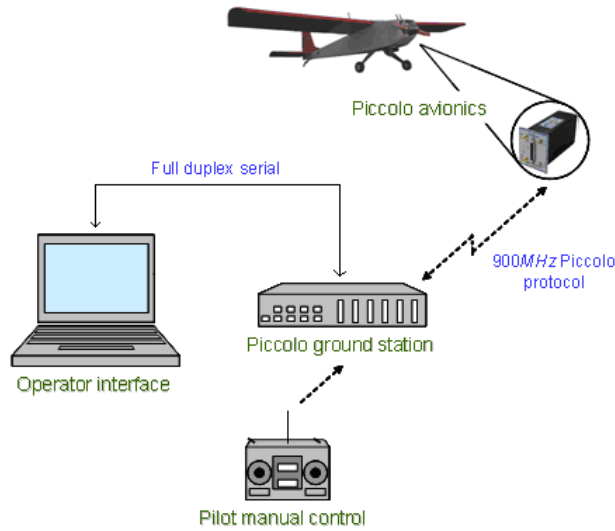 Piccolo avionics
Full duplex serial
900MHz Piccolo
protocol
Piccolo ground station
Operator interface
Pilot manual control